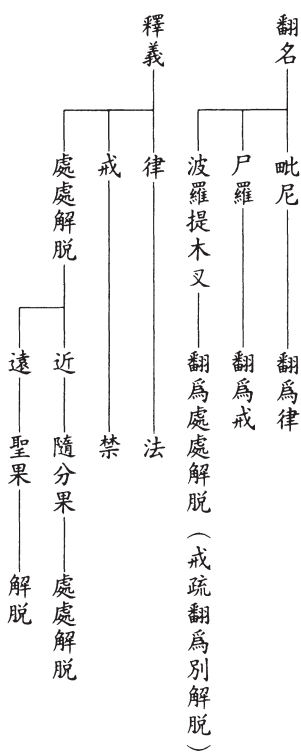 翻名
毗尼
翻爲律
尸羅
翻爲戒
波羅提木叉
翻爲處處解脱（戒疏翻爲別解脱）
釋義
律
法
戒
禁
處處解脱
近
隨分果
處處解脱
遠
聖果
解脱